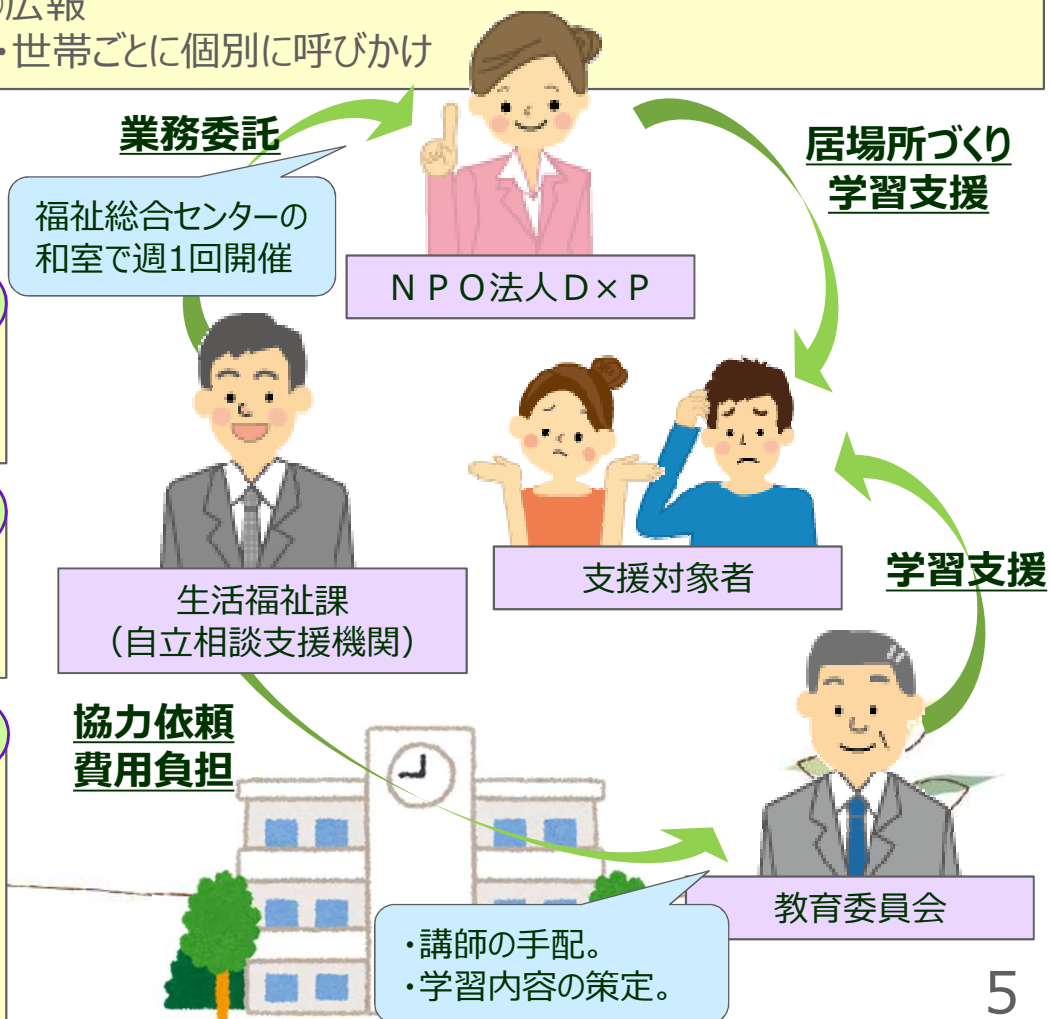 広報
・世帯ごとに個別に呼びかけ
業務委託
居場所づくり
学習支援
福祉総合センターの
和室で週1回開催
ＮＰＯ法人Ｄ×Ｐ
支援対象者
学習支援
生活福祉課
（自立相談支援機関）
協力依頼
費用負担
教育委員会
・講師の手配。
・学習内容の策定。
5